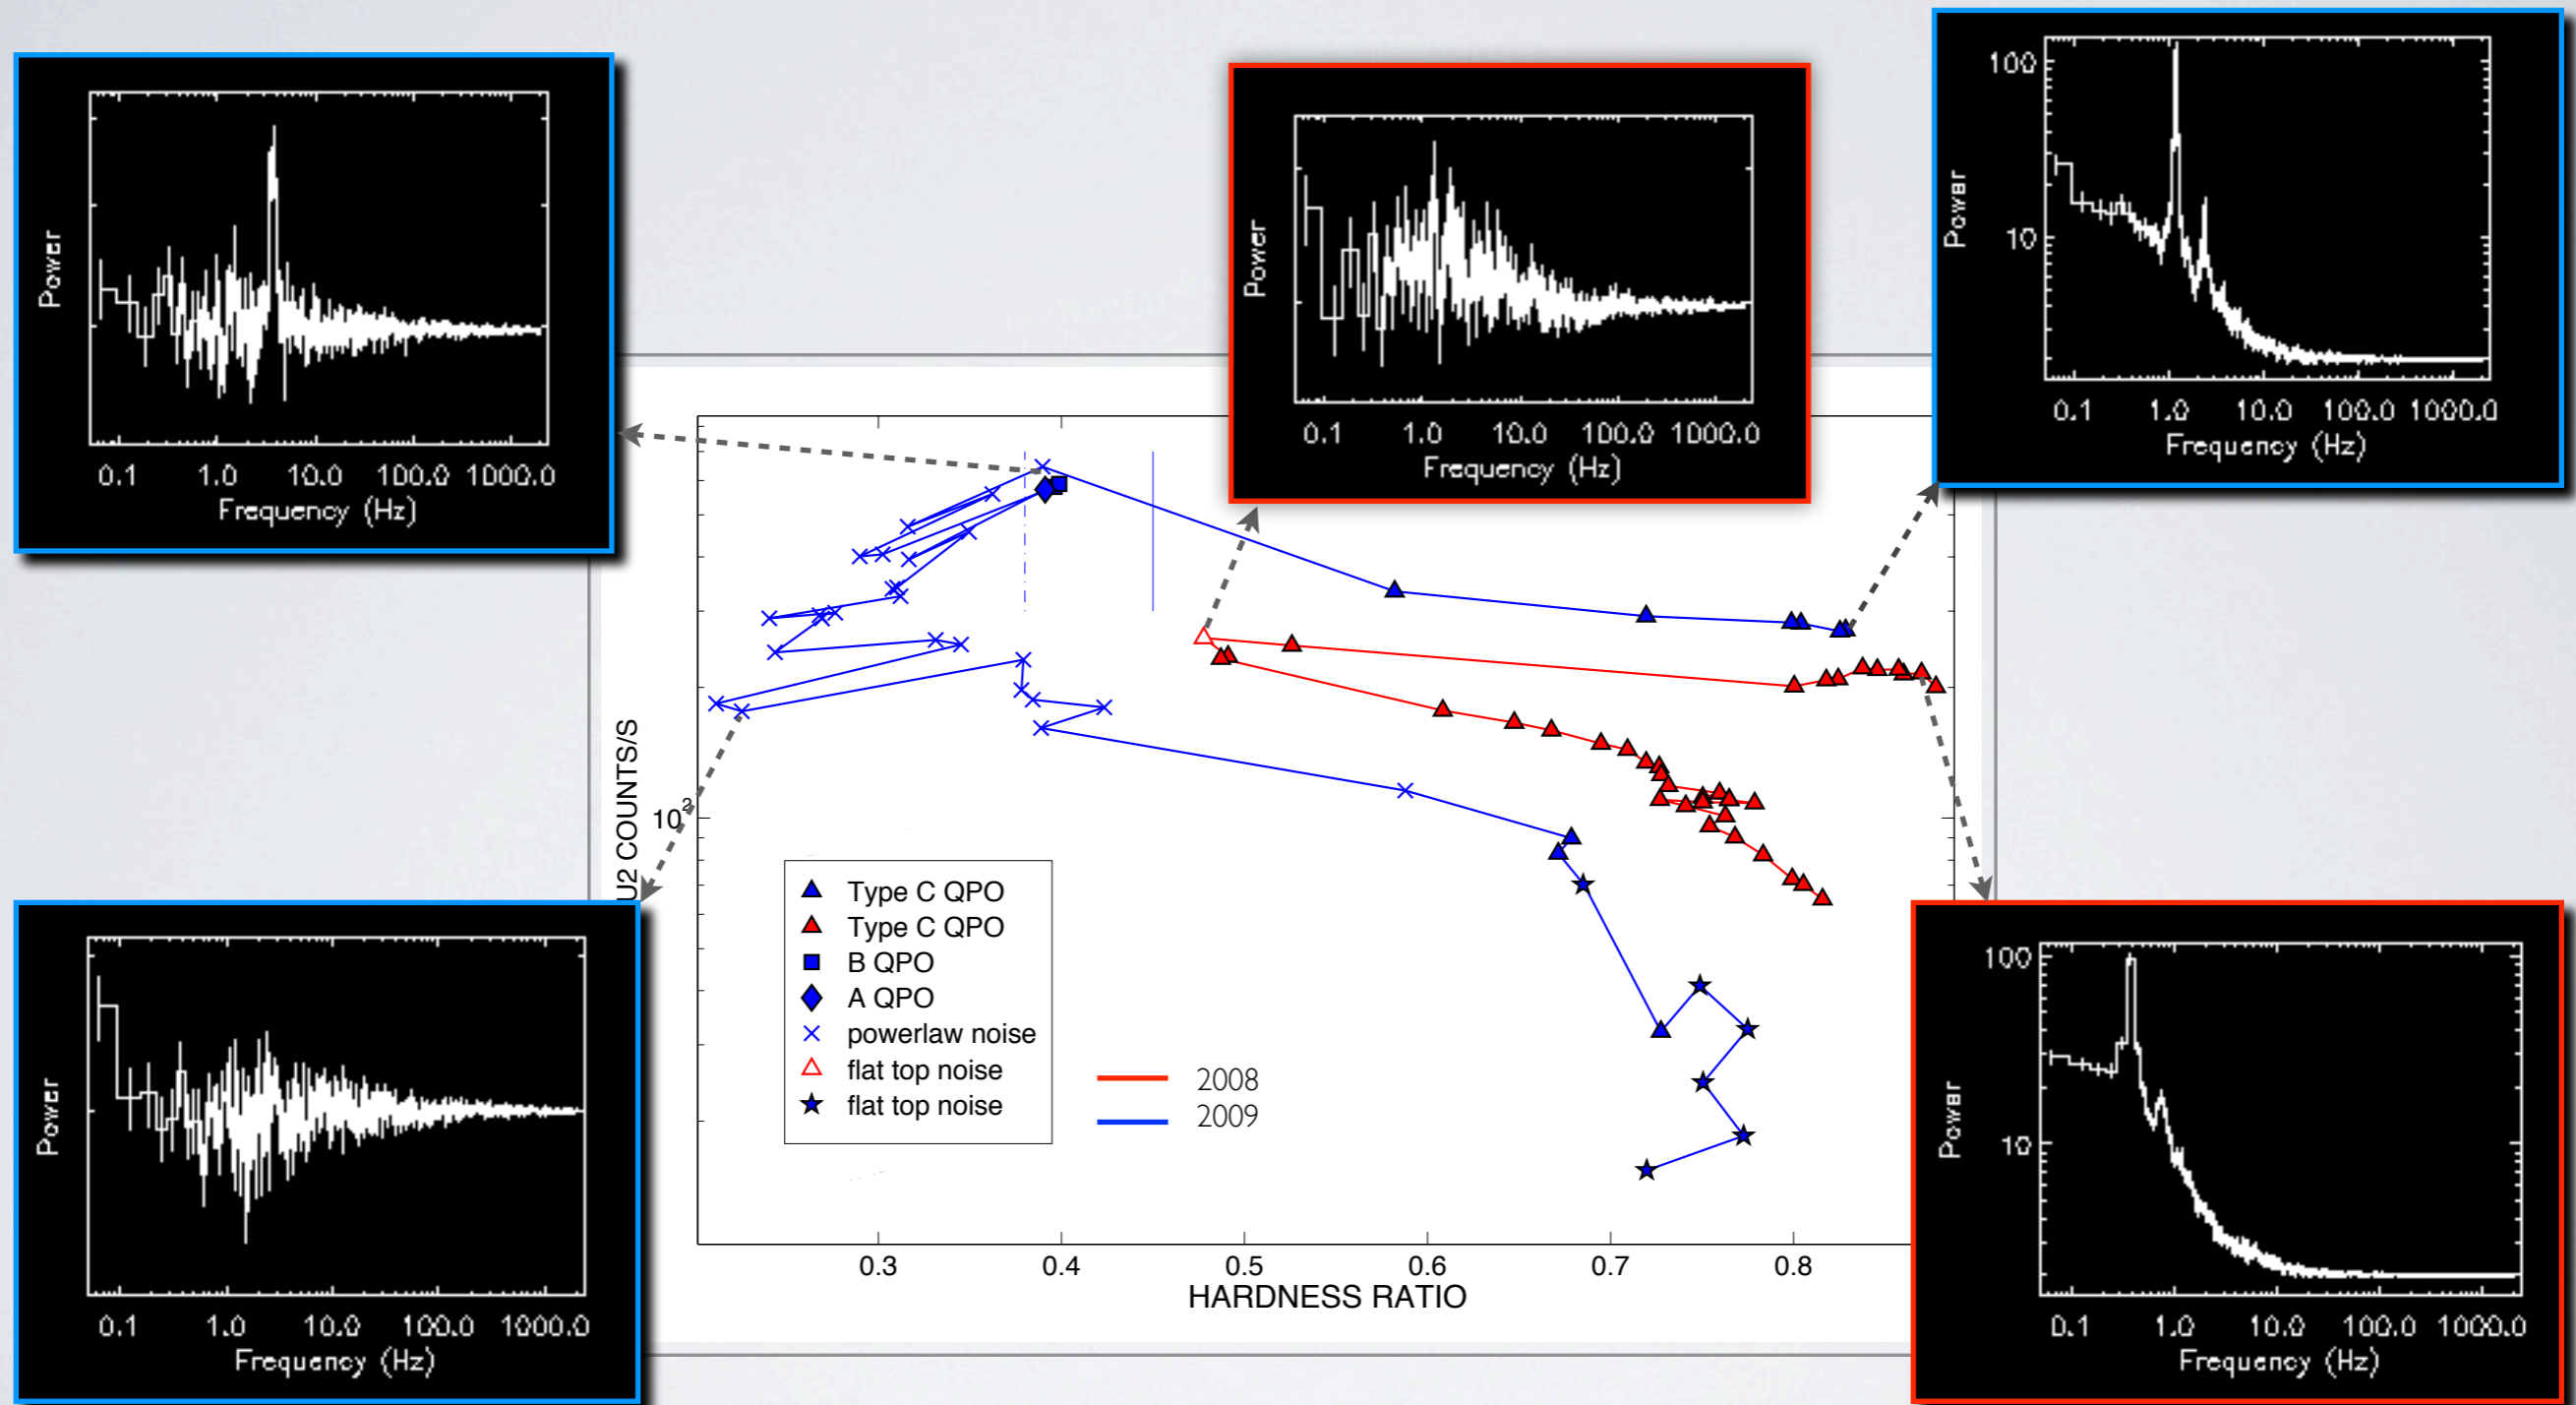 Power
0.1 1.0 10.0 100.0 1000.0
Frequency (Hz)
Power
0.1 1.0 10.0 100.0 1000.0
Frequency (Hz)
100
10
Power
0.1 1.0 10.0 100.0 1000.0
Frequency (Hz)
U2 COUNTS/S
10^2
Type C QPO
Type C QPO
B QPO
A QPO
powerlaw noise
flat top noise
flat top noise
2008
2009
0.3 0.4 0.5 0.6 0.7 0.8
HARDNESS RATIO
Power
0.1 1.0 10.0 100.0 1000.0
Frequency (Hz)
100
10
Power
0.1 1.0 10.0 100.0 1000.0
Frequency (Hz)